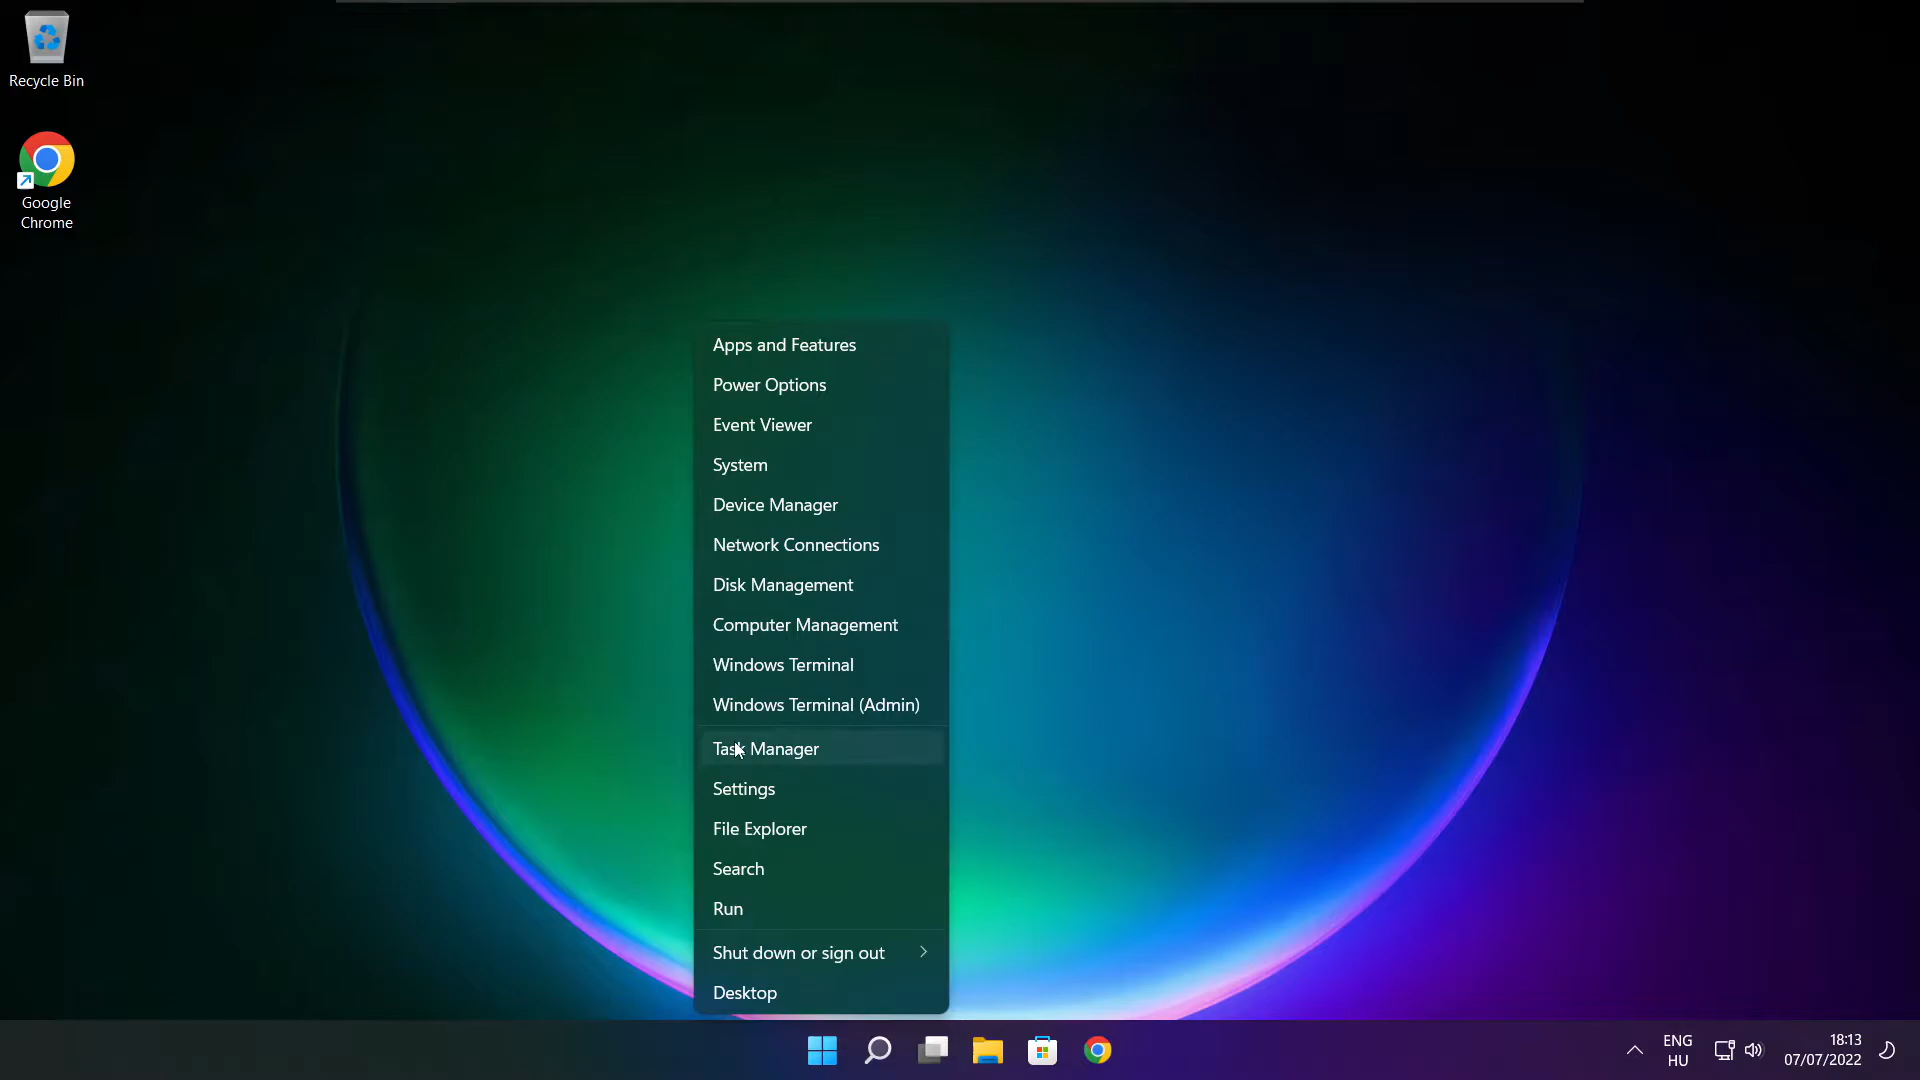 Recycle Bin
Google
Chrome
Apps and Features
Power Options
Event Viewer
System
Device Manager
Network Connections
Disk Management
Computer Management
Windows Terminal
Windows Terminal (Admin)
Task Manager
Settings
File Explorer
Search
Run
Shut down or sign out
Desktop
ENG
HU
18:13
07/07/2022